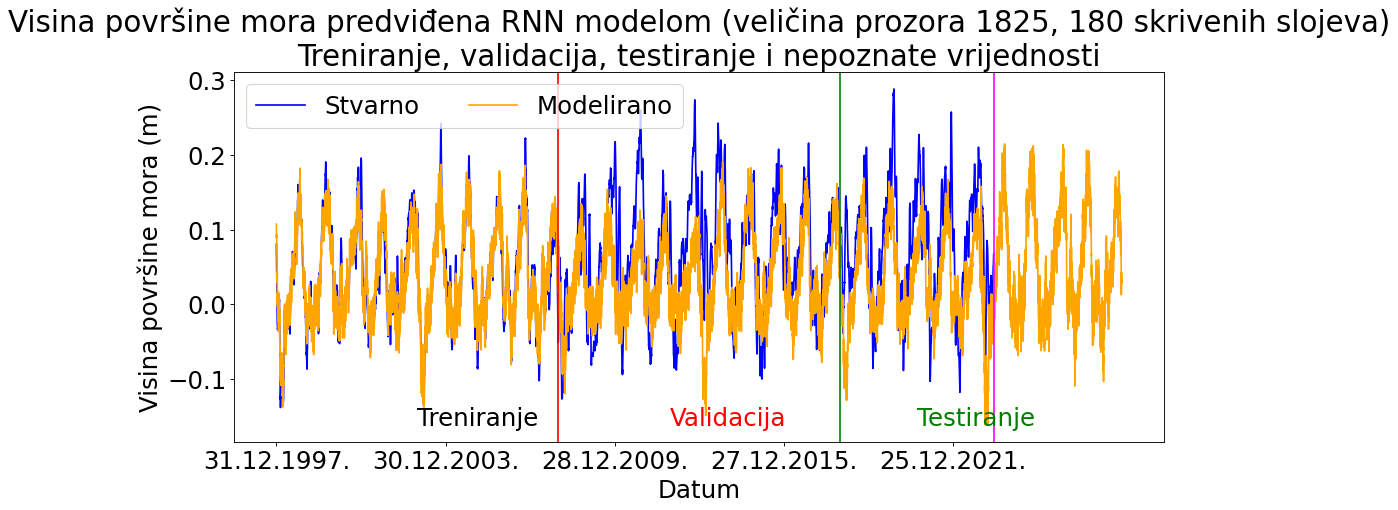 Visina površine mora predviđena RNN modelom (veličina prozora 1825, 180 skrivenih slojeva)
Treniranje, validacija, testiranje i nepoznate vrijednosti
Stvarno Modelirano
Visina površine mora (m)
0.3
0.2
0.1
0.0
−0.1
Treniranje Validacija Testiranje
31.12.1997. 30.12.2003. 28.12.2009. 27.12.2015. 25.12.2021.
Datum